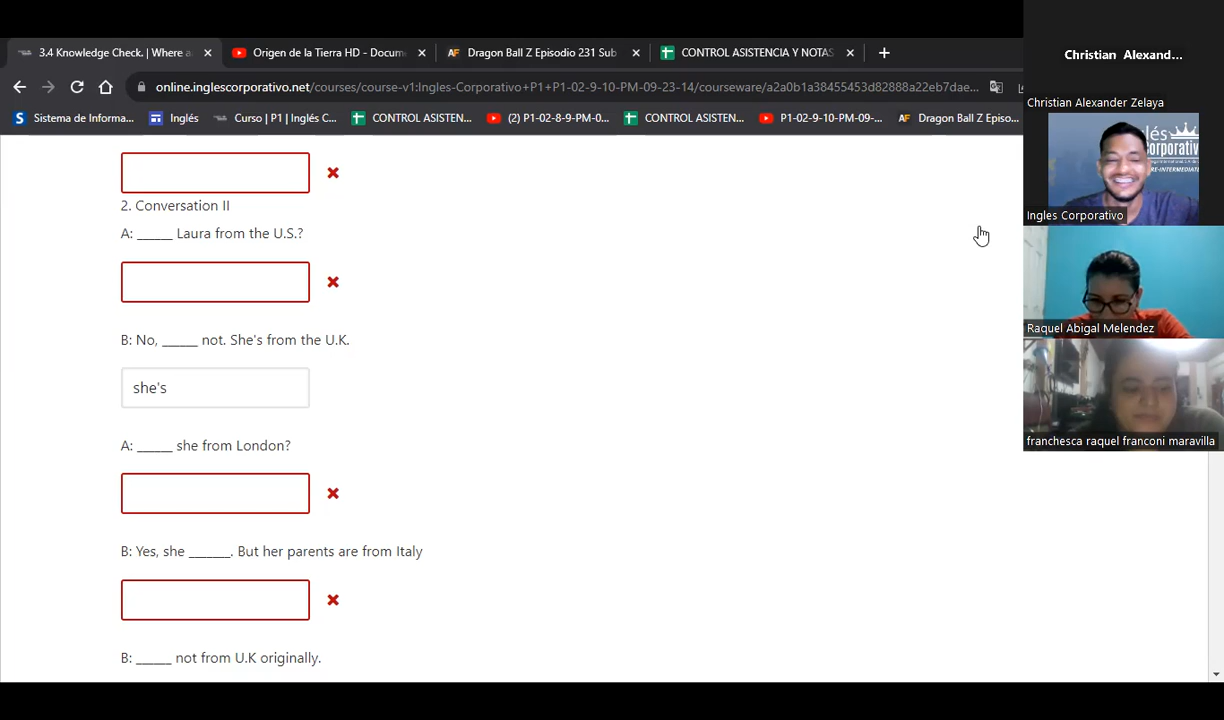 Christian Alexand...
3.4 Knowledge Check. | Where a
Origen de la Tierra HD - Docum
Dragon Ball Z Episodio 231 Sub
CONTROL ASISTENCIA Y NOTAS
online.inglescorporativo.net/courses/course-v1:Ingles-Corporativo+P1+P1-02-9-10-PM-09-23-14/courseware/a2a0b1a38455453d82888a22eb7dae...
Sistema de Informa...
Inglés
Curso | P1 | Inglés C...
CONTROL ASISTEN...
(2) P1-02-8-9-PM-0...
CONTROL ASISTEN...
P1-02-9-10-PM-09-...
Dragon Ball Z Episo...
Christian Alexander Zelaya
Ingles Corporativo
Raquel Abigal Melendez
franchesca raquel franconi maravilla
2. Conversation II
A: _____ Laura from the U.S.?
B: No, _____ not. She's from the U.K.
she's
A: _____ she from London?
B: Yes, she ______. But her parents are from Italy
B: _____ not from U.K originally.